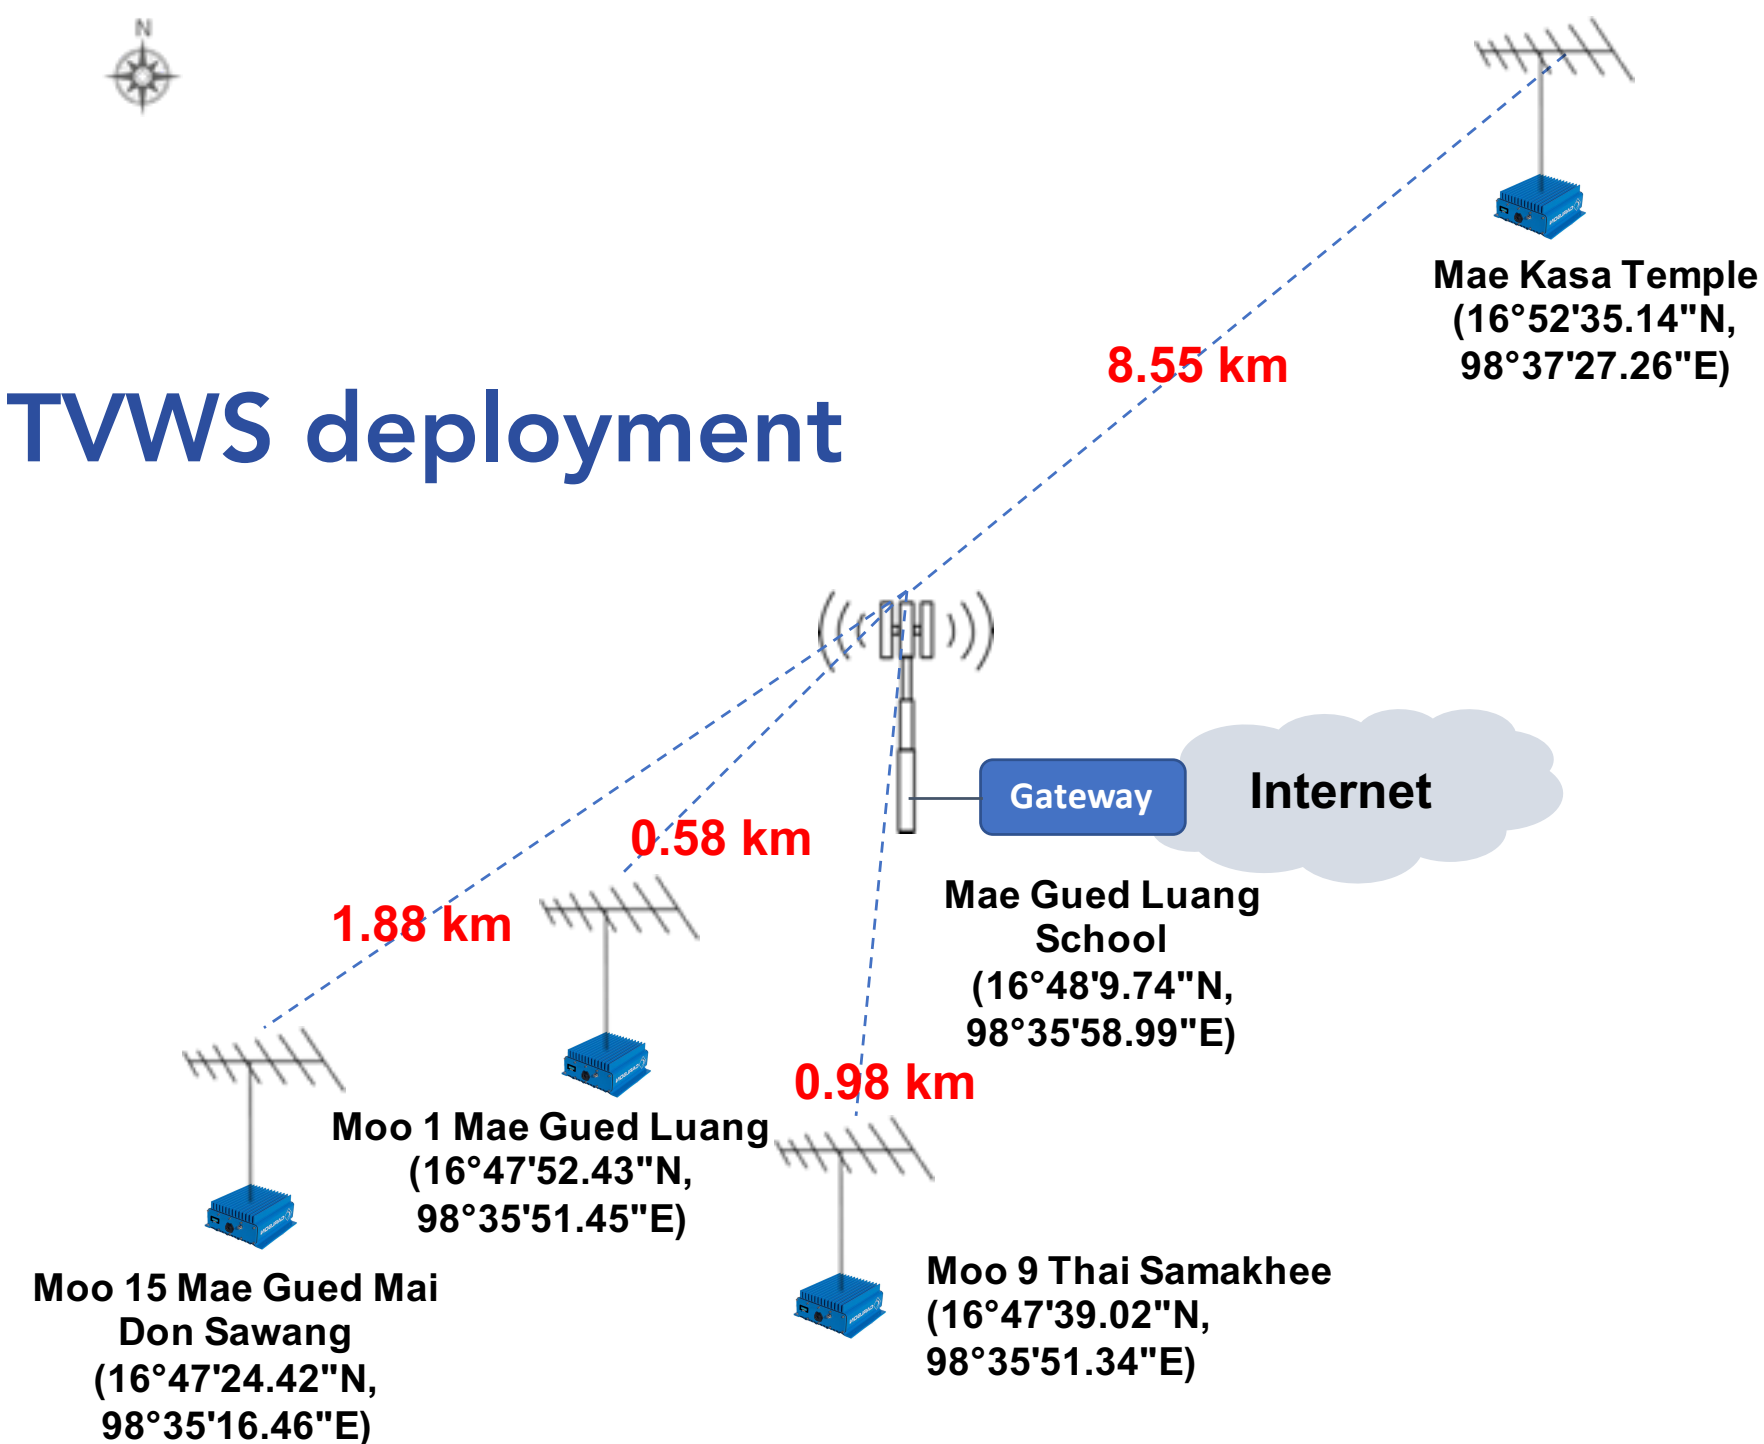 N
Mae Kasa Temple
(16°52'35.14"N,
98°37'27.26"E)
8.55 km
TVWS deployment
Gateway
Internet
0.58 km
Mae Gued Luang
School
(16°48'9.74"N,
98°35'58.99"E)
1.88 km
0.98 km
Moo 1 Mae Gued Luang
(16°47'52.43"N,
98°35'51.45"E)
Moo 9 Thai Samakhee
(16°47'39.02"N,
98°35'51.34"E)
Moo 15 Mae Gued Mai
Don Sawang
(16°47'24.42"N,
98°35'16.46"E)